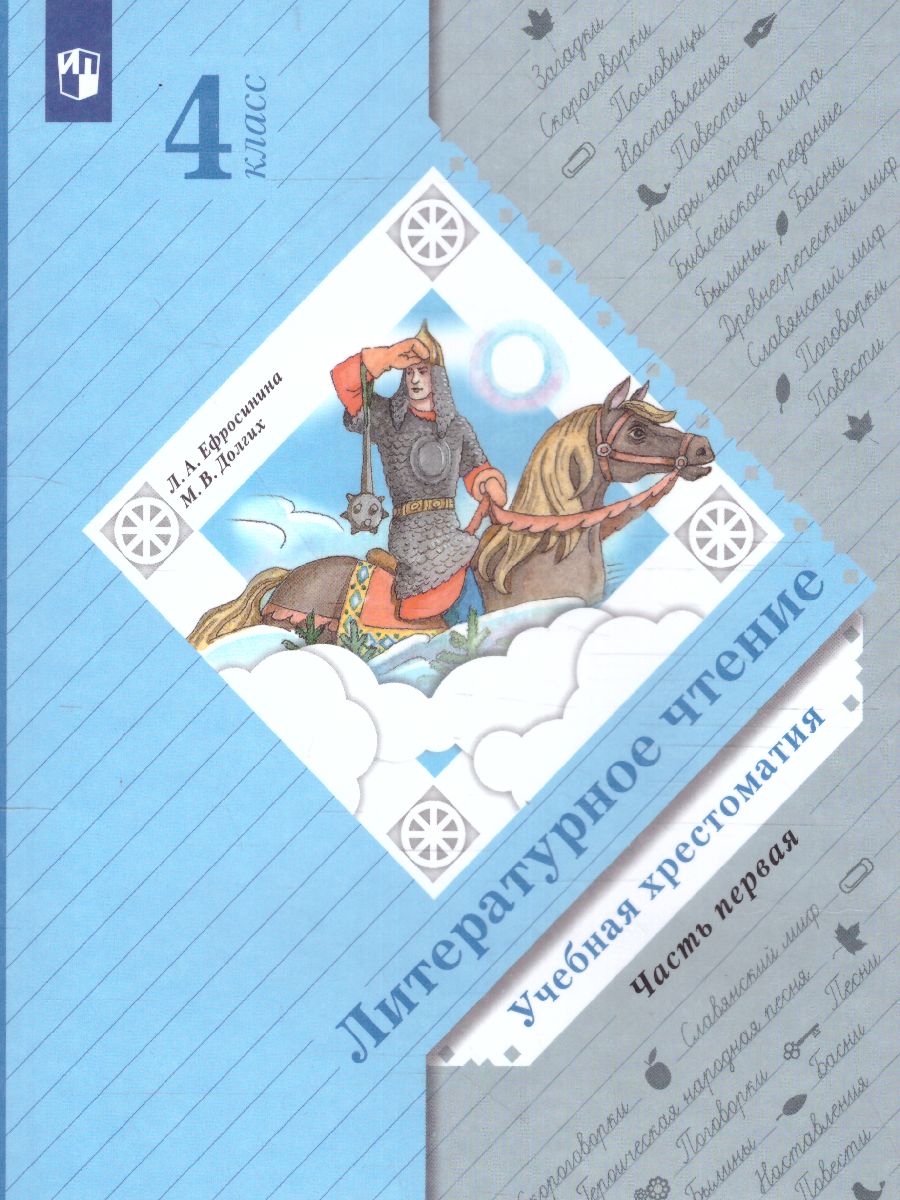 ИП
4
класс
Загадки
Скороговорки
Пословицы
Наставления
Повести
Мифы народов мира
Библейское предание
Былины Басни
Древнегреческий миф
Славянский миф
Поговорки
Повести
Л. А. Ефросинина
М. В. Долгих
Литературное чтение
Учебная хрестоматия
Часть первая
Славянский миф
Скороговорки
Героическая народная песня
Песни
Поговорки
Басни
Былины
Наставления
Повести